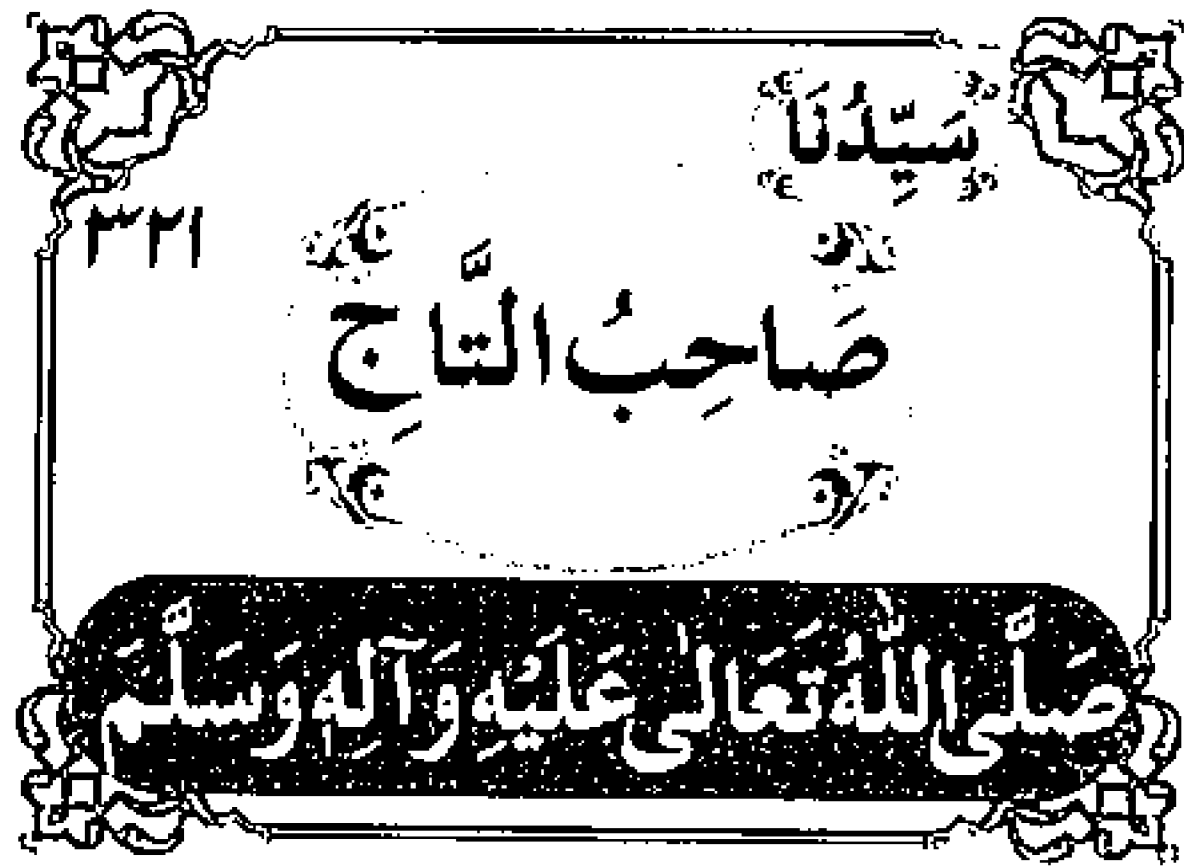 سَيِّدُنَا
٣٢١
صَاحِبُ التَّاجِ
صَلَّى اللّٰهُ تَعَالٰى عَلَيْهِ وَآلِهٖ وَسَلَّمَ